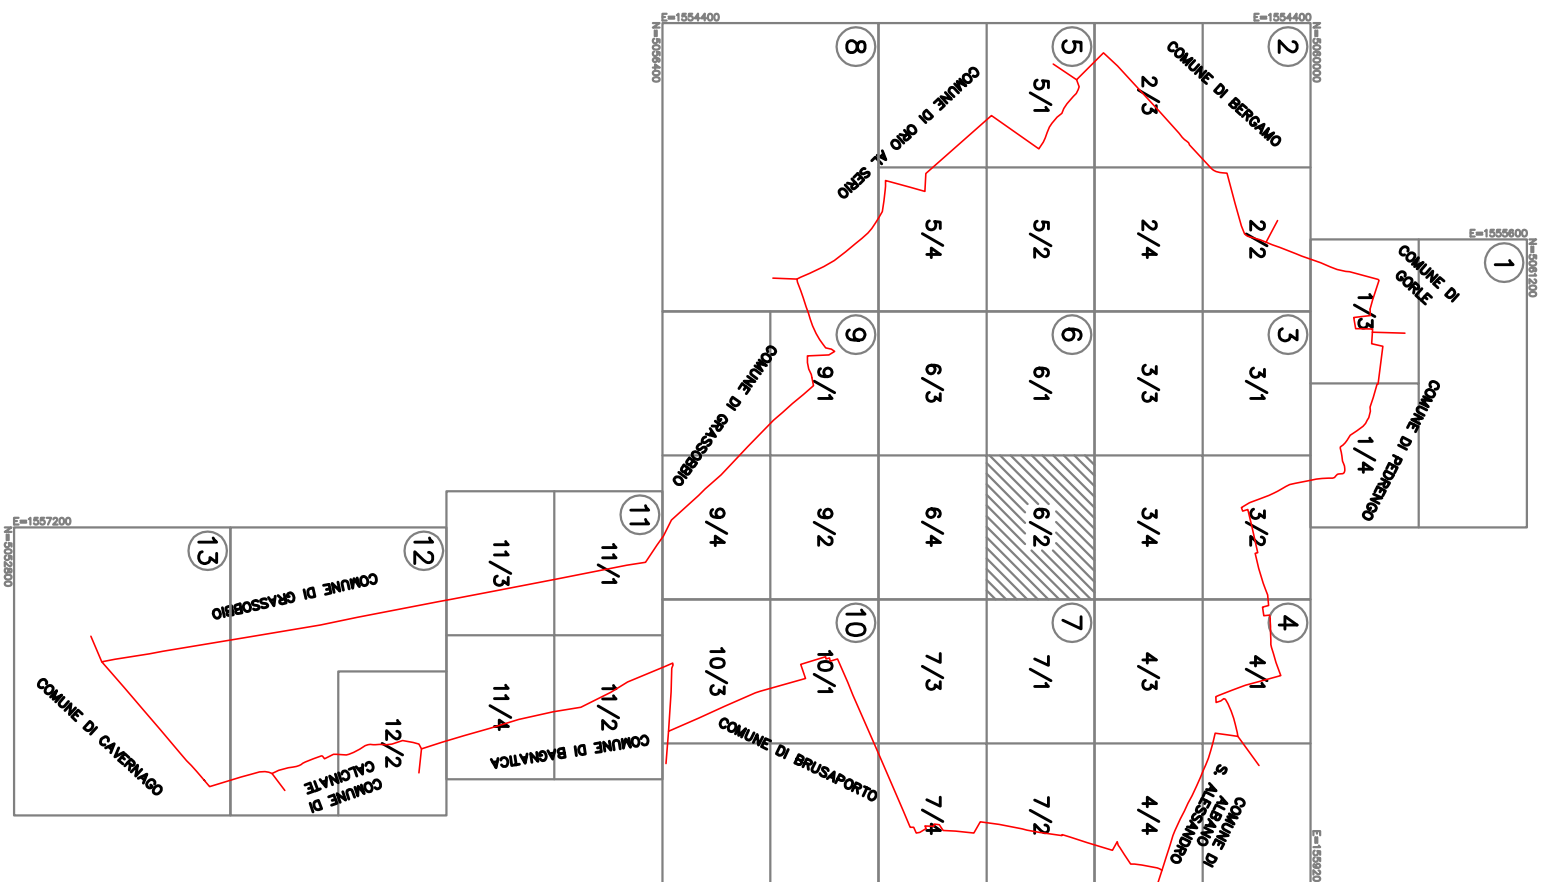 1
E=1555600
N=5061200
COMUNE DI
GORLE
1/3
1/4
COMUNE DI PEDRENGO
E=1554400
N=5060000
2
COMUNE DI BERGAMO
2/2
2/3
2/4
3
3/1
3/2
3/3
3/4
4
4/1
4/3
4/4
COMUNE DI
ALBANO
S. ALESSANDRO
5
5/1
5/2
5/4
COMUNE DI ORIO AL SERIO
6
6/1
6/2
6/3
6/4
7
7/1
7/2
7/3
7/4
E=1554400
N=5056400
8
9
9/1
9/2
9/4
COMUNE DI GRASSOBBIO
10
10/1
10/3
COMUNE DI BRUSAPORTO
11
11/1
11/2
11/3
11/4
COMUNE DI BAGNATICA
12
12/2
COMUNE DI GRASSOBBIO
COMUNE DI
CALCINATE
13
COMUNE DI CAVERNAGO
E=1557200
N=5052800